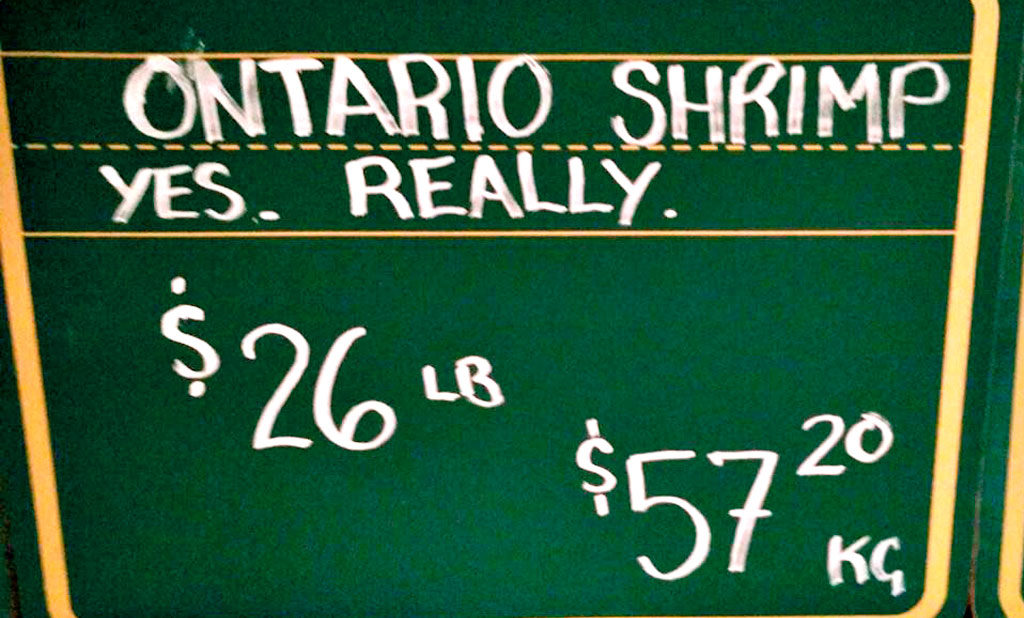 ONTARIO SHRIMP
YES. REALLY.
$26 LB
$57 20
KG